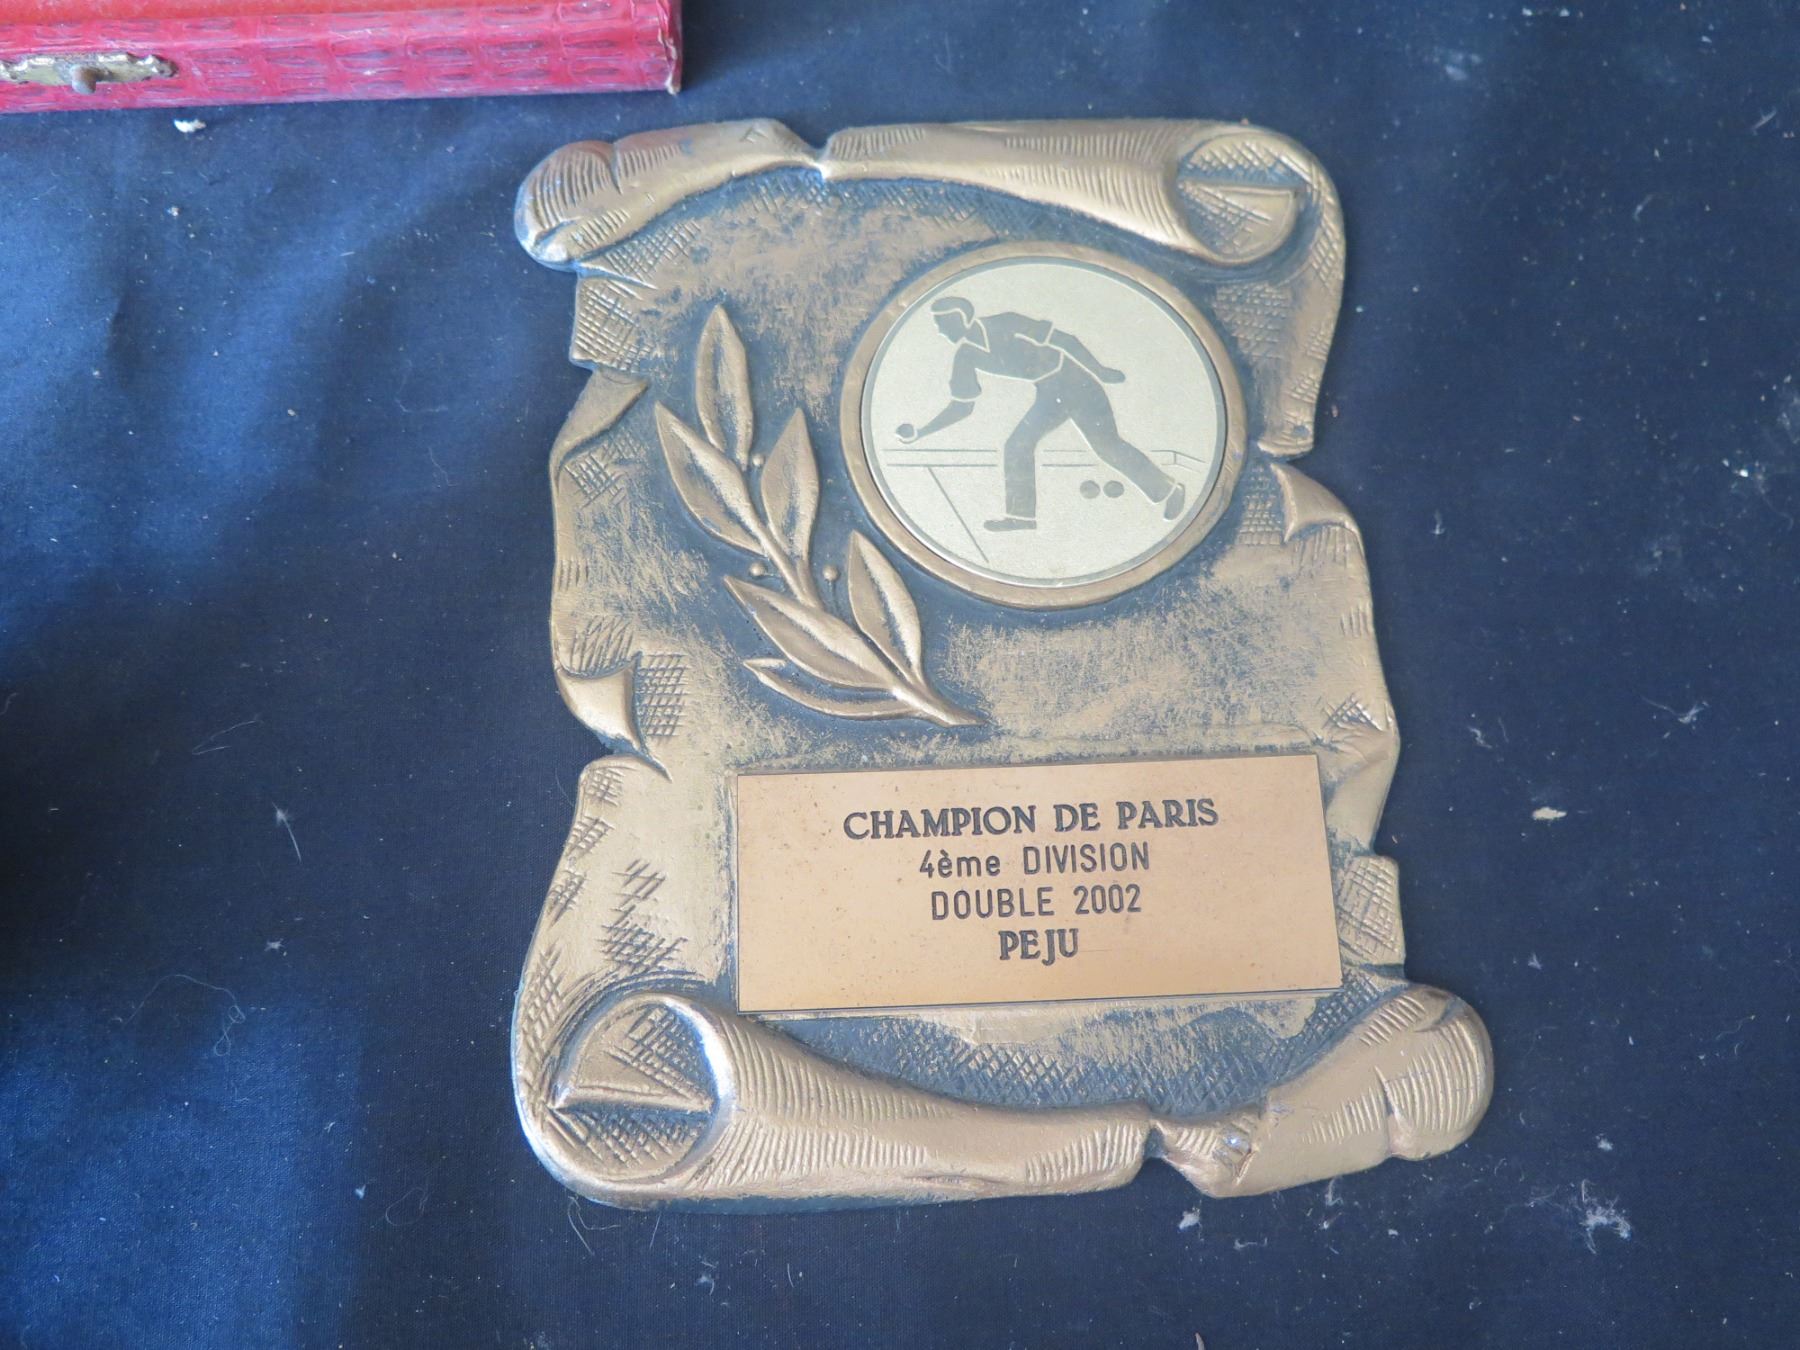 CHAMPION DE PARIS
4ème DIVISION
DOUBLE 2002
PEJU